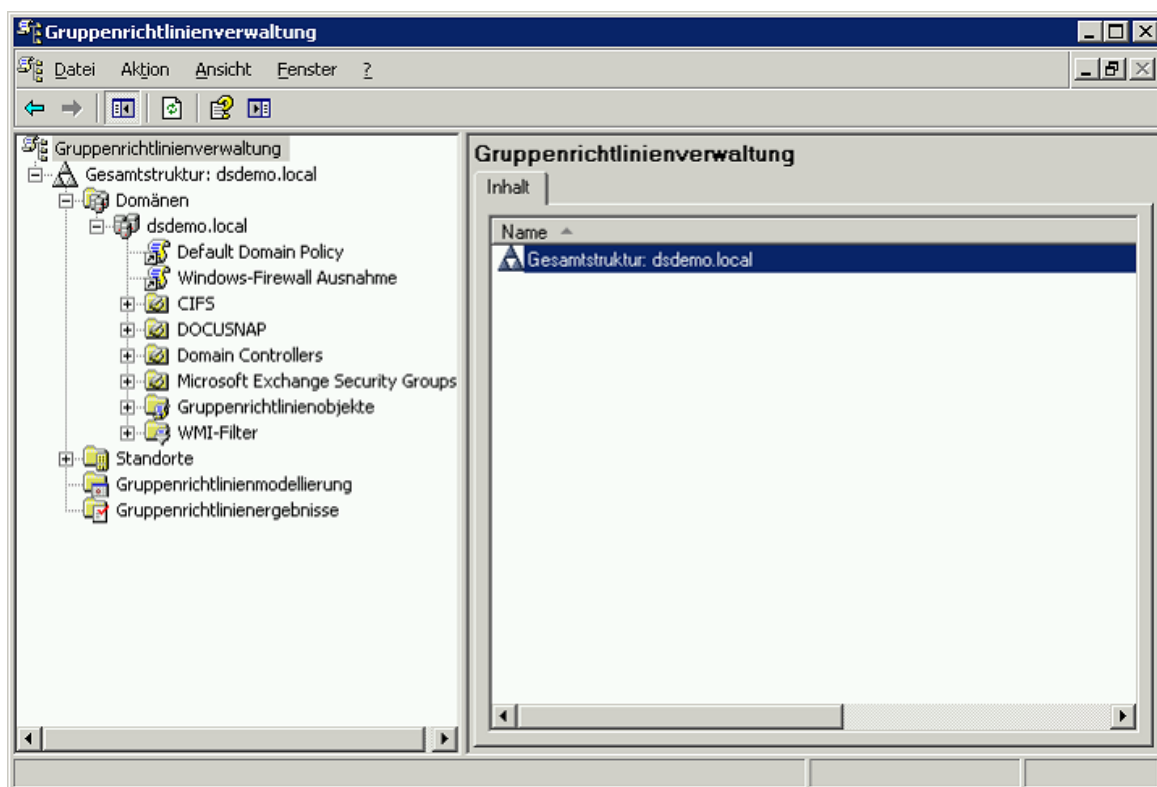 Gruppenrichtlinienverwaltung
Datei Aktion Ansicht Fenster ?
Gruppenrichtlinienverwaltung
Gesamtstruktur: dsdemo.local
Domänen
dsdemo.local
Default Domain Policy
Windows-Firewall Ausnahme
CIFS
DOCUSNAP
Domain Controllers
Microsoft Exchange Security Groups
Gruppenrichtlinienobjekte
WMI-Filter
Standorte
Gruppenrichtlinienmodellierung
Gruppenrichtlinienergebnisse
Gruppenrichtlinienverwaltung
Inhalt
Name
Gesamtstruktur: dsdemo.local